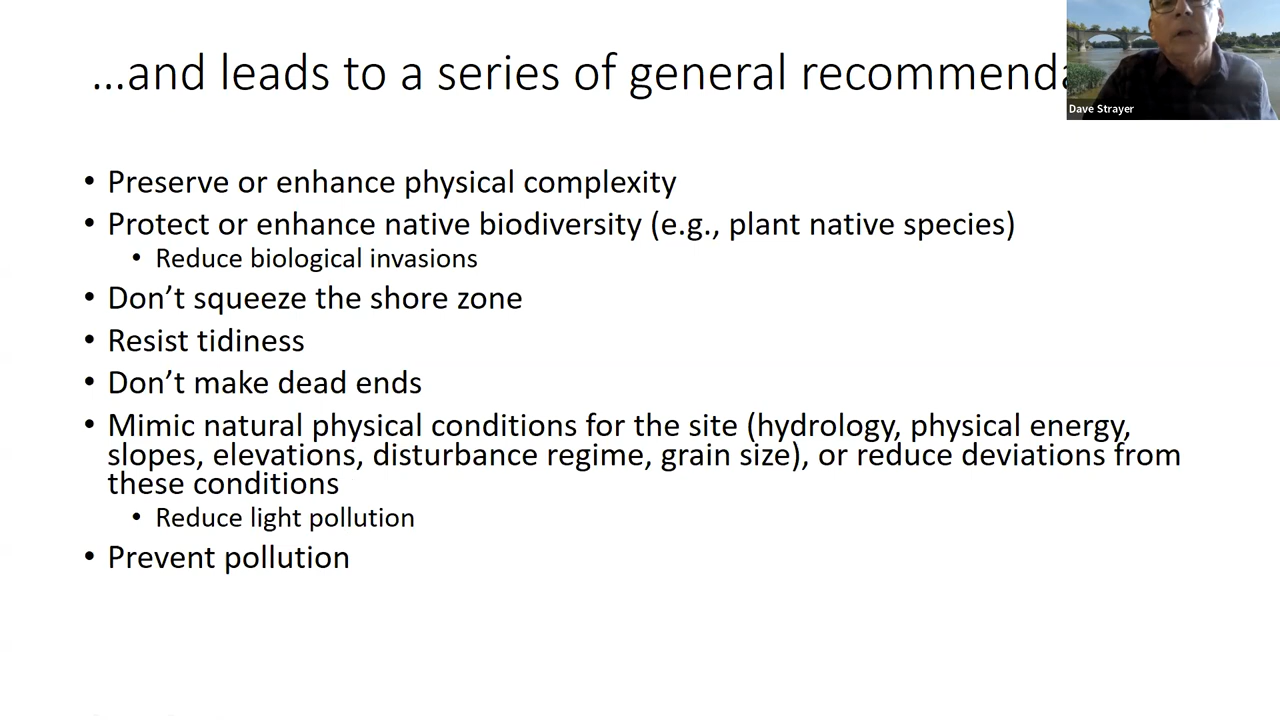 ...and leads to a series of general recommenda
Dave Strayer
• Preserve or enhance physical complexity
• Protect or enhance native biodiversity (e.g., plant native species)
• Reduce biological invasions
• Don’t squeeze the shore zone
• Resist tidiness
• Don’t make dead ends
• Mimic natural physical conditions for the site (hydrology, physical energy,
slopes, elevations, disturbance regime, grain size), or reduce deviations from
these conditions
• Reduce light pollution
• Prevent pollution